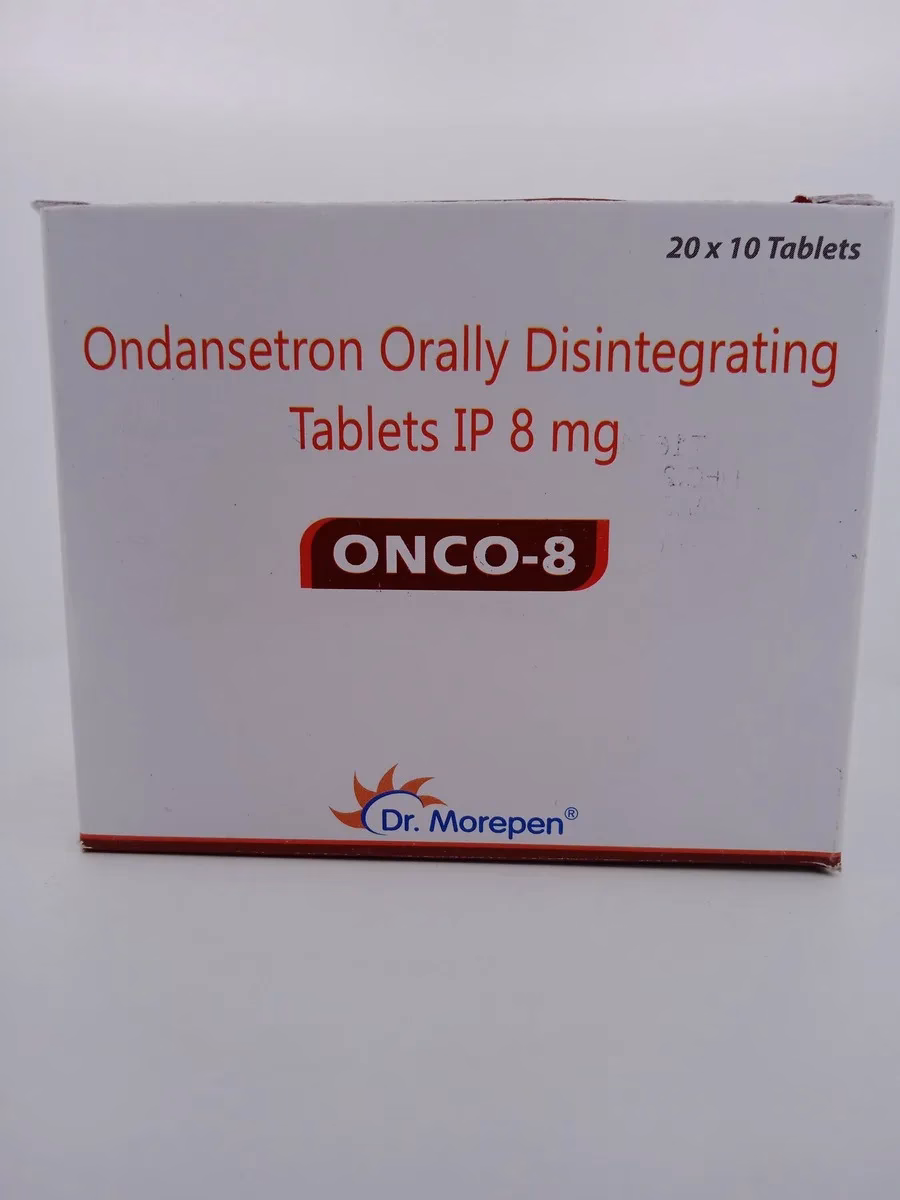 20 x 10 Tablets
Ondansetron Orally Disintegrating
Tablets IP 8 mg
ONCO-8
Dr. Morepen®